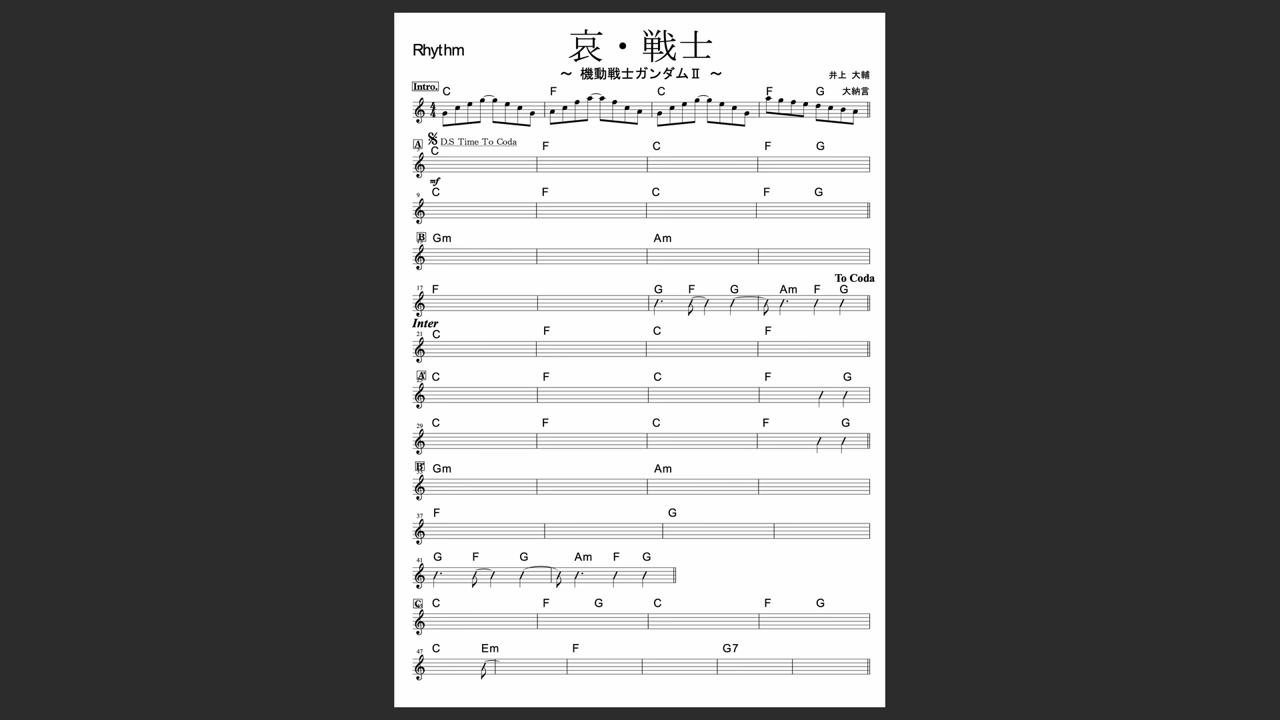 Rhythm
哀・戦士
～ 機動戦士ガンダムⅡ ～
井上 大輔
大納言
Intro.
C F C F G
4
4
A D.S Time To Coda
C F C F G
mf
9
C F C F G
B Gm Am
To Coda
17
F G F G Am F G
Inter
21
C F C F
A C F C F G
29
C F C F G
B Gm Am
37
F G
41
G F G Am F G
C C F G C F G
47
C Em F G7